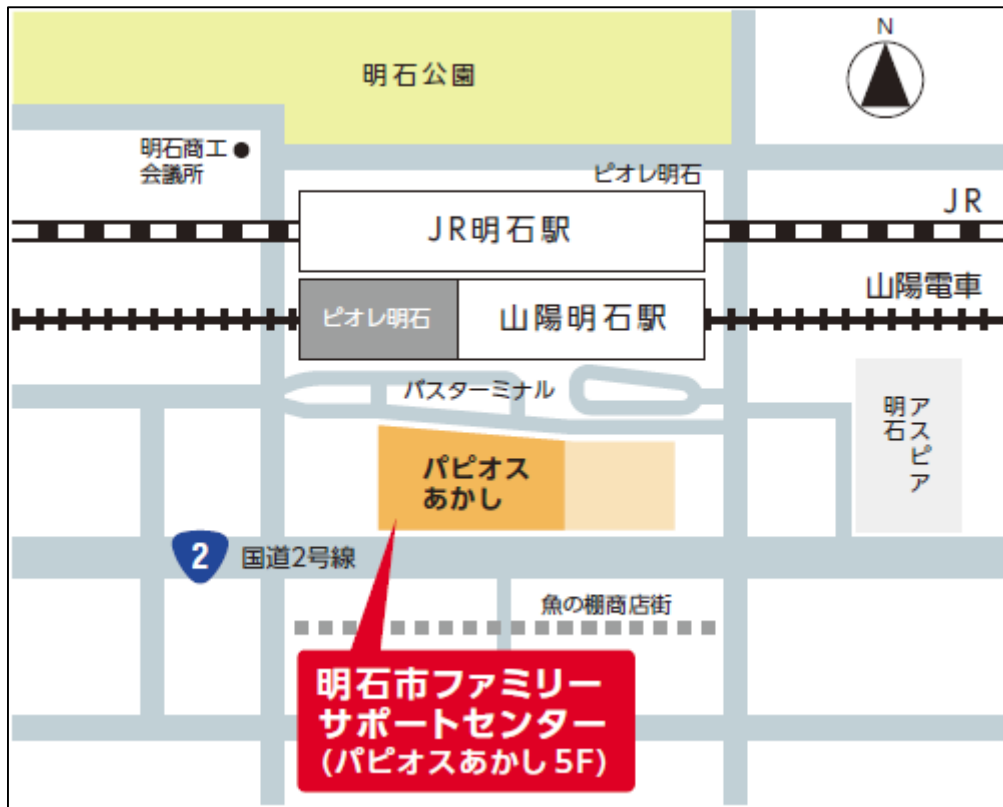 明石公園
N
明石商工
会議所
ピオレ明石
JR明石駅
JR
ピオレ明石
山陽明石駅
山陽電車
バスターミナル
アスピア
明石
パピオス
あかし
2
国道2号線
魚の棚商店街
明石市ファミリー
サポートセンター
(パピオスあかし5F)